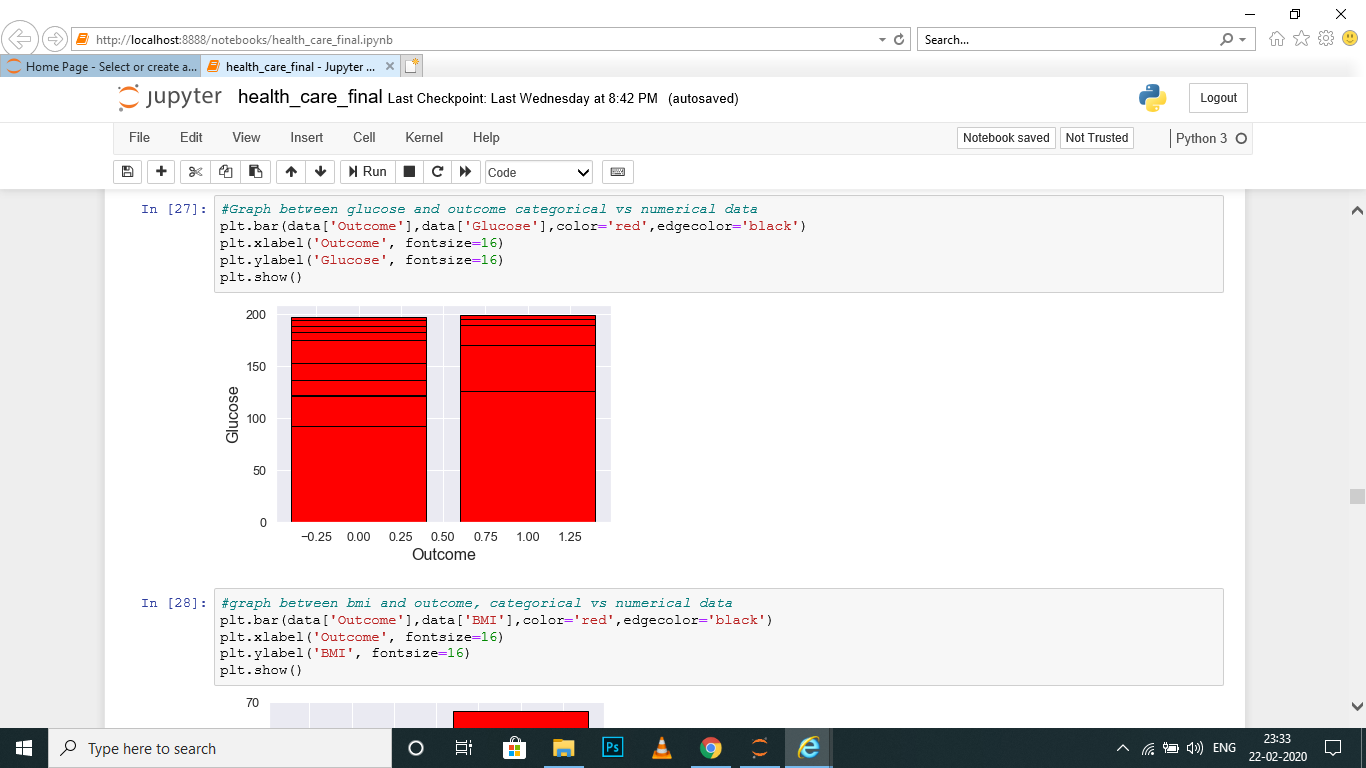 http://localhost:8888/notebooks/health_care_final.ipynb
Search...
Home Page - Select or create a...
health_care_final - Jupyter ...
jupyter health_care_final Last Checkpoint: Last Wednesday at 8:42 PM (autosaved)
Logout
File Edit View Insert Cell Kernel Help
Notebook saved Not Trusted Python 3
Run Code
In [27]: #Graph between glucose and outcome categorical vs numerical data
plt.bar(data['Outcome'],data['Glucose'],color='red',edgecolor='black')
plt.xlabel('Outcome', fontsize=16)
plt.ylabel('Glucose', fontsize=16)
plt.show()
200
150
100
50
0
Glucose
−0.25 0.00 0.25 0.50 0.75 1.00 1.25
Outcome
In [28]: #graph between bmi and outcome, categorical vs numerical data
plt.bar(data['Outcome'],data['BMI'],color='red',edgecolor='black')
plt.xlabel('Outcome', fontsize=16)
plt.ylabel('BMI', fontsize=16)
plt.show()
70
Type here to search
Ps
ENG
23:33
22-02-2020